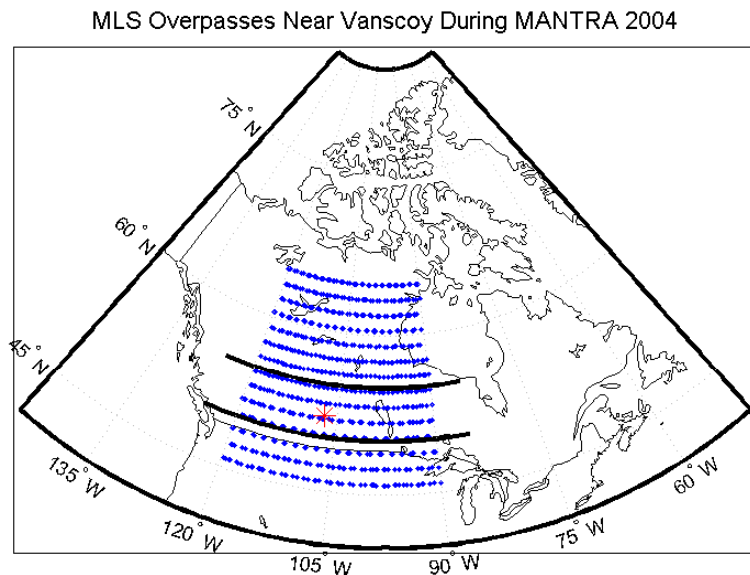 MLS Overpasses Near Vanscoy During MANTRA 2004
75° N
60° N
45° N
135° W
120° W
105° W
90° W
75° W
60° W